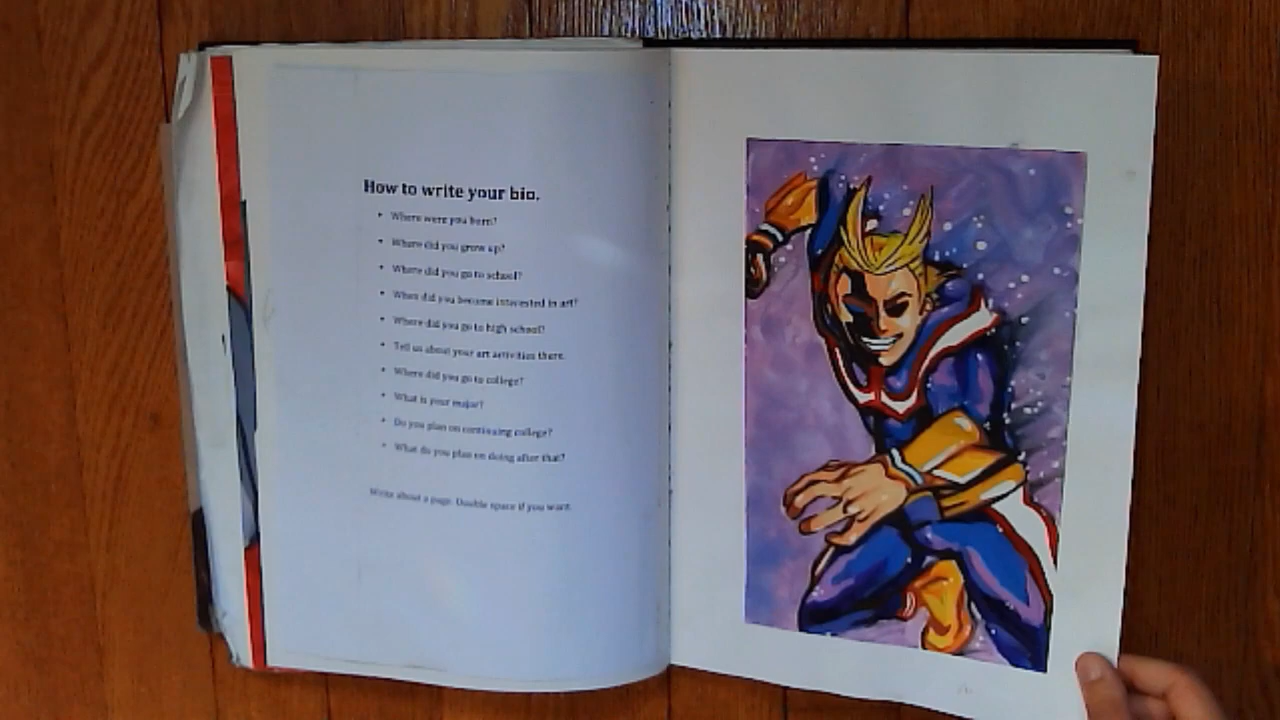 How to write your bio.
• Where were you born?
• Where did you grow up?
• Where did you go to school?
• When did you become interested in art?
• Where did you go to high school?
• Tell us about your art activities there.
• Where did you go to college?
• What is your major?
• Do you plan on continuing college?
• What do you plan on doing after that?
Write about a page. Double space if you want.